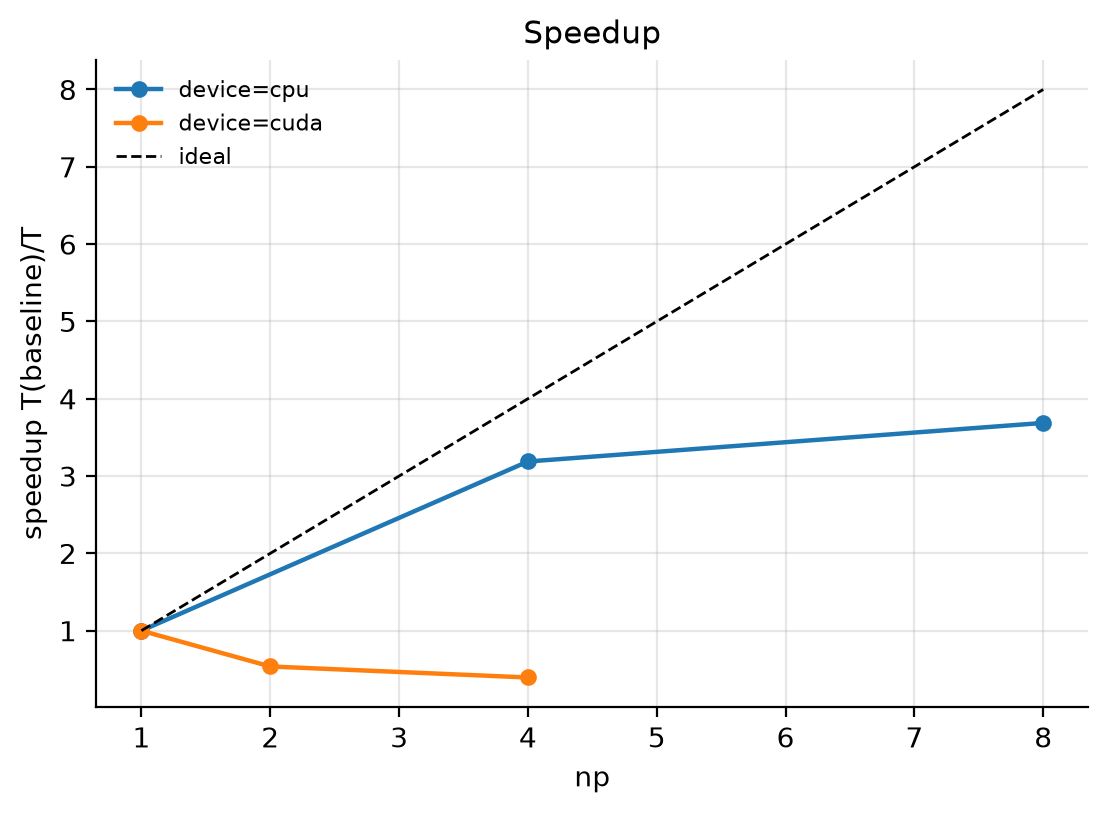 Speedup
device=cpu
device=cuda
ideal
speedup T(baseline)/T
8
7
6
5
4
3
2
1
1 2 3 4 5 6 7 8
np